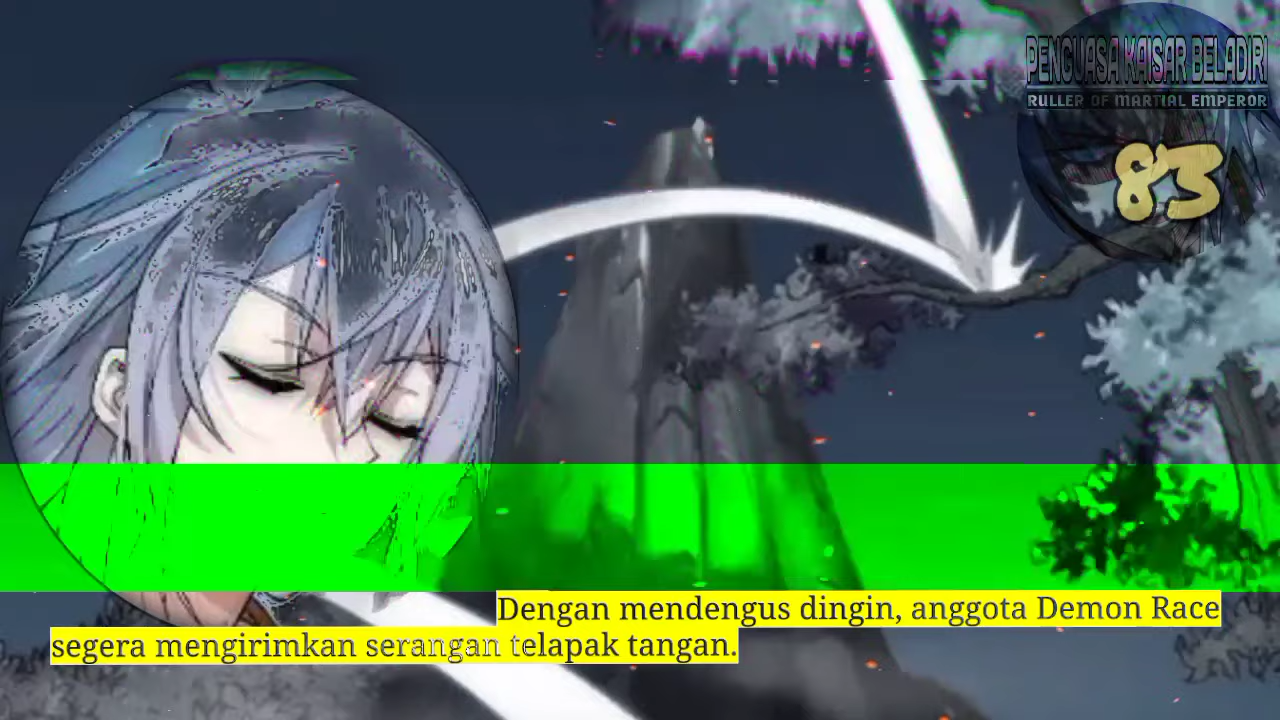 PENGUASA KAISAR BELADIRI
RULLER OF MARTIAL EMPEROR
83
Dengan mendengus dingin, anggota Demon Race
segera mengirimkan serangan telapak tangan.